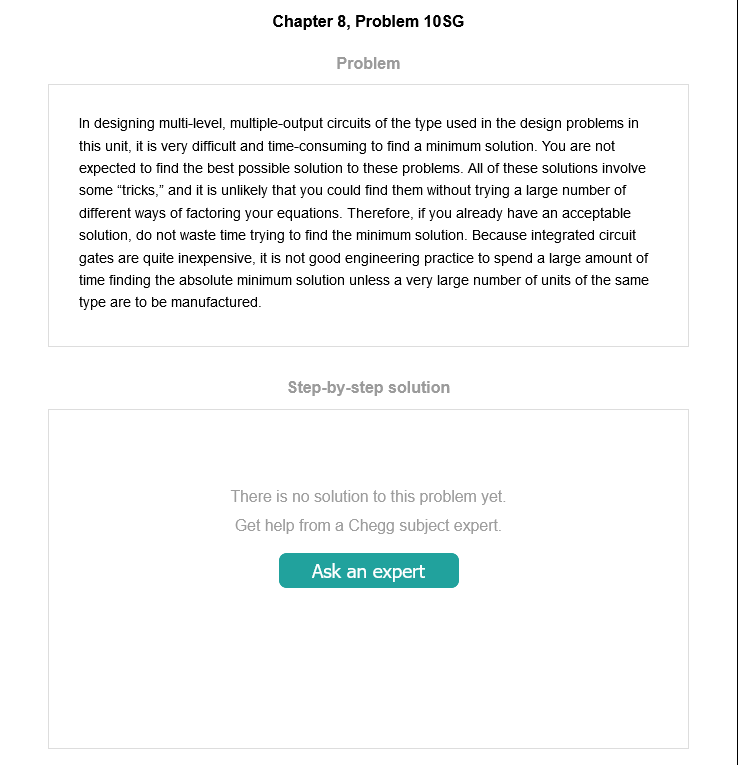 Chapter 8, Problem 10SG
Problem
In designing multi-level, multiple-output circuits of the type used in the design problems in
this unit, it is very difficult and time-consuming to find a minimum solution. You are not
expected to find the best possible solution to these problems. All of these solutions involve
some “tricks,” and it is unlikely that you could find them without trying a large number of
different ways of factoring your equations. Therefore, if you already have an acceptable
solution, do not waste time trying to find the minimum solution. Because integrated circuit
gates are quite inexpensive, it is not good engineering practice to spend a large amount of
time finding the absolute minimum solution unless a very large number of units of the same
type are to be manufactured.
Step-by-step solution
There is no solution to this problem yet.
Get help from a Chegg subject expert.
Ask an expert